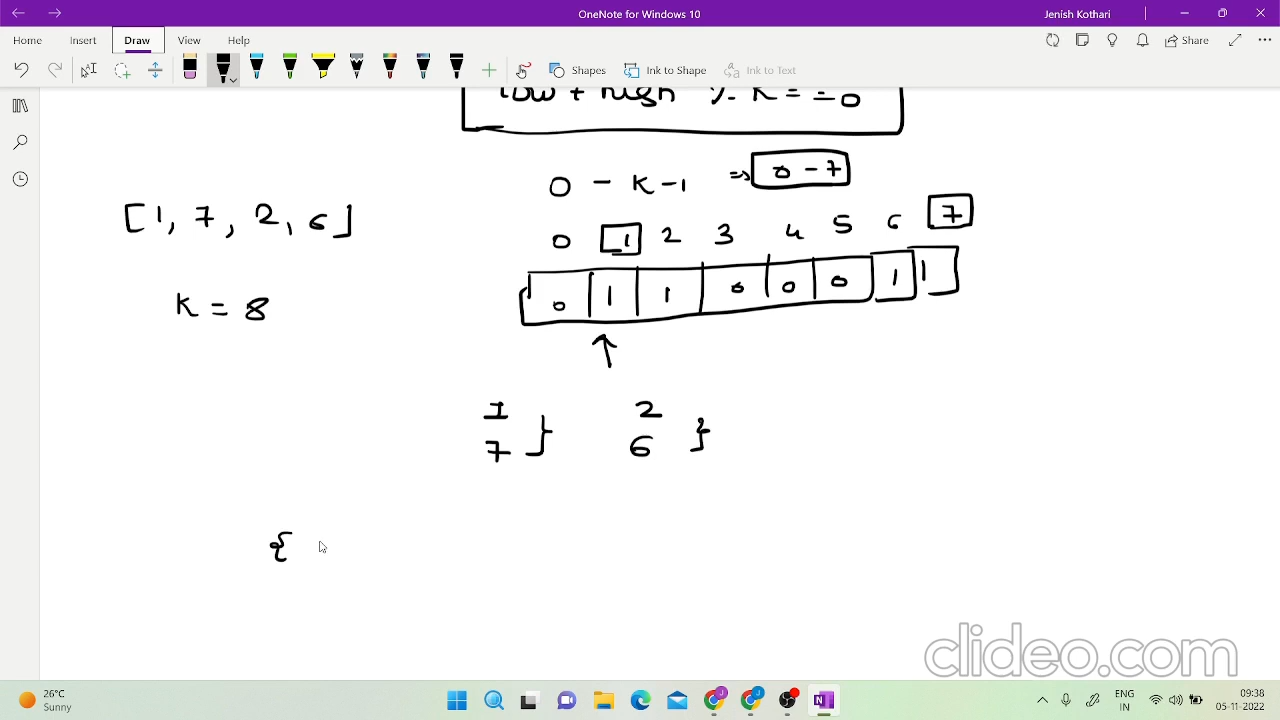 OneNote for Windows 10
Jenish Kothari
Home Insert Draw View Help
Share
Shapes Ink to Shape Ink to Text
low + high % K = = 0
0 - K - 1 => 0 - 7
[1, 7, 2, 6]
0 1 2 3 4 5 6 7
0 1 1 0 0 0 1 1
K = 8
1 2
7 } 6 }
{
clideo.com
26°C
Sunny
ENG
IN
03-11-2022